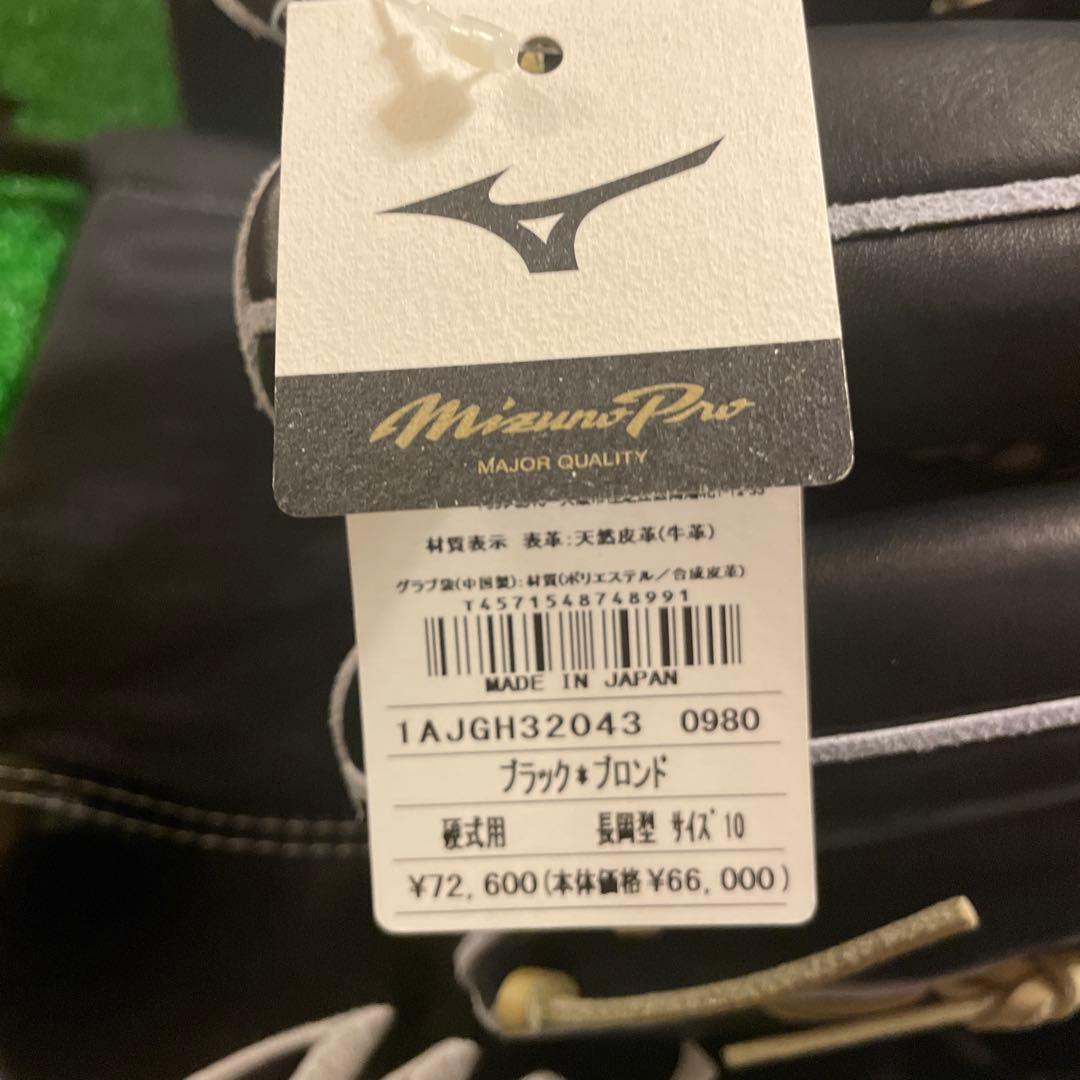 Mizuno Pro
MAJOR QUALITY
材質表示 表革:天然皮革(牛革)
グラブ袋(中国製):材質(ポリエステル/合成皮革)
T4571548748991
MADE IN JAPAN
1AJGH32043 0980
ブラック*ブロンド
硬式用 長岡型 サイズ10
¥72,600(本体価格¥66,000)